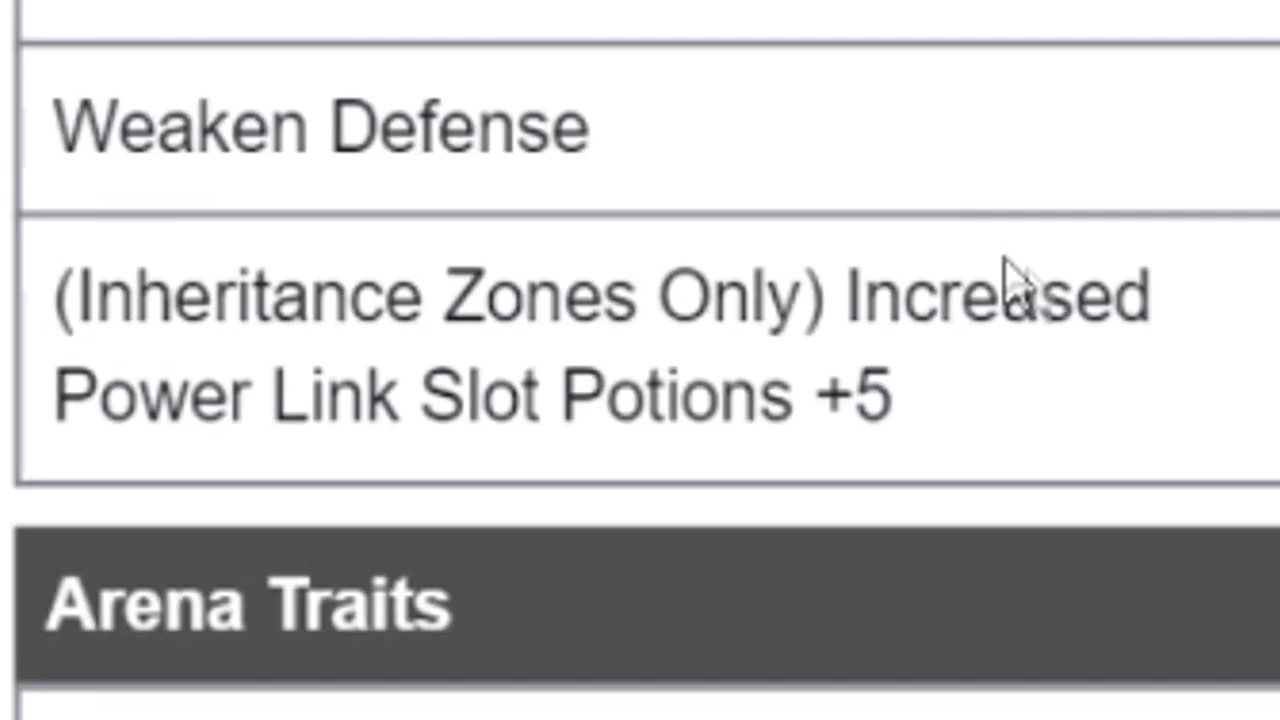 Weaken Defense
(Inheritance Zones Only) Increased
Power Link Slot Potions +5
Arena Traits